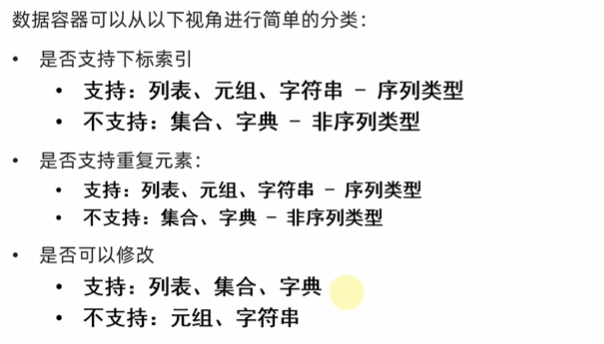 数据容器可以从以下视角进行简单的分类：
• 是否支持下标索引
• 支持：列表、元组、字符串 - 序列类型
• 不支持：集合、字典 - 非序列类型
• 是否支持重复元素：
• 支持：列表、元组、字符串 - 序列类型
• 不支持：集合、字典 - 非序列类型
• 是否可以修改
• 支持：列表、集合、字典
• 不支持：元组、字符串